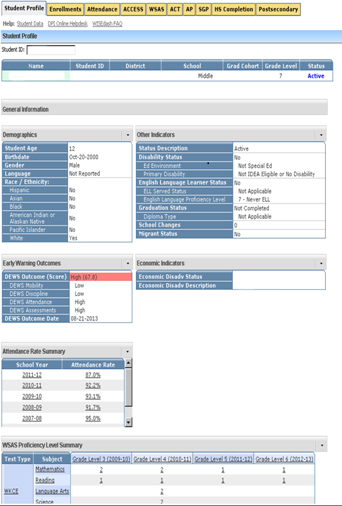 Student Profile Enrollments Attendance ACCESS WSAS ACT AP SGP HS Completion Postsecondary
Help: Student Data DPI Online Helpdesk WISEdash FAQ
Student Profile
Student ID:
Name Student ID District School Grad Cohort Grade Level Status
Middle 7 Active
General Information
Demographics
Student Age 12
Birthdate Oct-20-2000
Gender Male
Language Not Reported
Race / Ethnicity:
Hispanic No
Asian No
Black No
American Indian or Alaskan Native No
Pacific Islander No
White Yes
Other Indicators
Status Description Active
Disability Status No
Ed Environment Not Special Ed
Primary Disability Not IDEA Eligible or No Disability
English Language Learner Status No
ELL Served Status Not Applicable
English Language Proficiency Level 7 - Never ELL
Graduation Status Not Completed
Diploma Type Not Applicable
School Changes 0
Migrant Status No
Early Warning Outcomes
DEWS Outcome (Score) High (67.0)
DEWS Mobility Low
DEWS Discipline Low
DEWS Attendance High
DEWS Assessments High
DEWS Outcome Date 08-21-2013
Economic Indicators
Economic Disadv Status
Economic Disadv Description
Attendance Rate Summary
School Year Attendance Rate
2011-12 87.0%
2010-11 92.2%
2009-10 93.1%
2008-09 91.7%
2007-08 95.0%
WSAS Proficiency Level Summary
Test Type Subject Grade Level 3 (2009-10) Grade Level 4 (2010-11) Grade Level 5 (2011-12) Grade Level 6 (2012-13)
WKCE Mathematics 2 2 1 1
Reading 1 1 1 1
Language Arts 2
Science 2